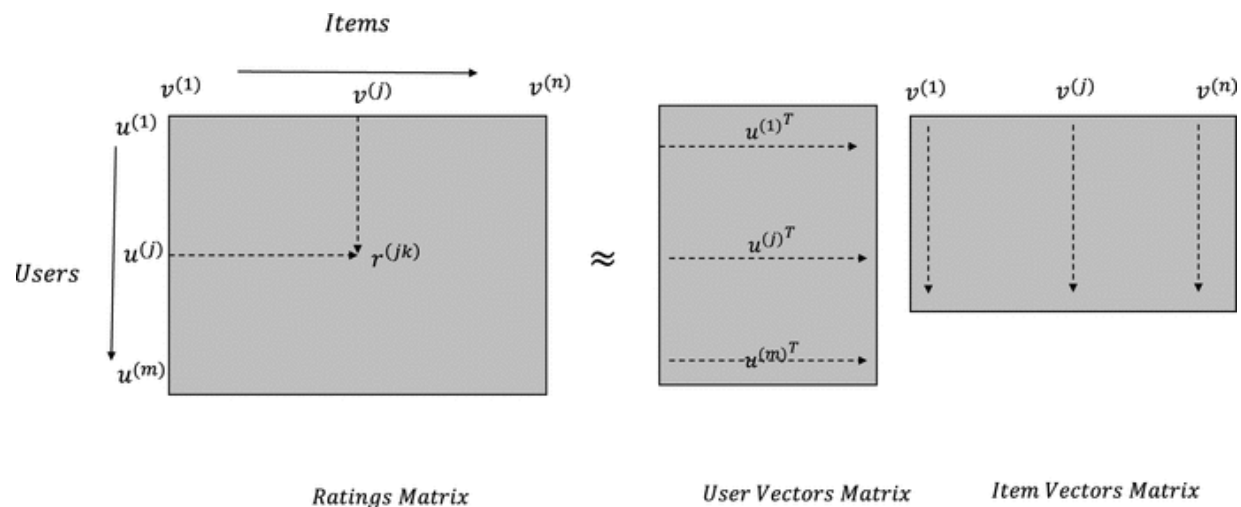 Items
v⁽¹⁾ v⁽ʲ⁾ v⁽ⁿ⁾
u⁽¹⁾
u⁽ʲ⁾
r⁽ʲᵏ⁾
Users
u⁽ᵐ⁾
Ratings Matrix
≈
u⁽¹⁾ᵀ
u⁽ʲ⁾ᵀ
u⁽ᵐ⁾ᵀ
User Vectors Matrix
v⁽¹⁾ v⁽ʲ⁾ v⁽ⁿ⁾
Item Vectors Matrix